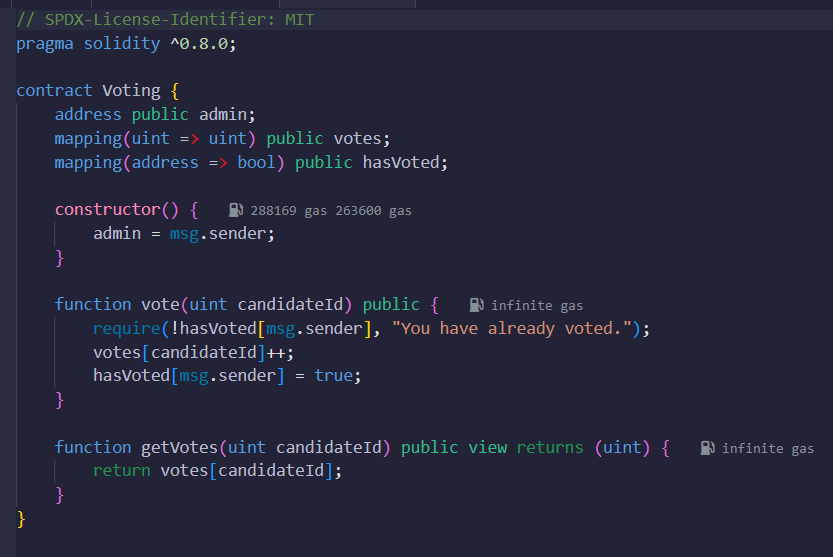 // SPDX-License-Identifier: MIT
pragma solidity ^0.8.0;

contract Voting {
    address public admin;
    mapping(uint => uint) public votes;
    mapping(address => bool) public hasVoted;

    constructor() { 288169 gas 263600 gas
        admin = msg.sender;
    }

    function vote(uint candidateId) public { infinite gas
        require(!hasVoted[msg.sender], "You have already voted.");
        votes[candidateId]++;
        hasVoted[msg.sender] = true;
    }

    function getVotes(uint candidateId) public view returns (uint) { infinite gas
        return votes[candidateId];
    }
}